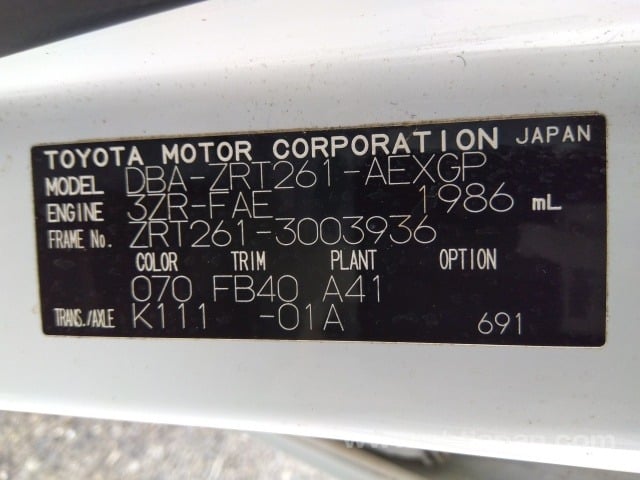 TOYOTA MOTOR CORPORATION JAPAN
MODEL DBA-ZRT261-AEXGP
ENGINE 3ZR-FAE 1986 mL
FRAME No. ZRT261-3003936
COLOR TRIM PLANT OPTION
070 FB40 A41
TRANS./AXLE K111 -01A 691